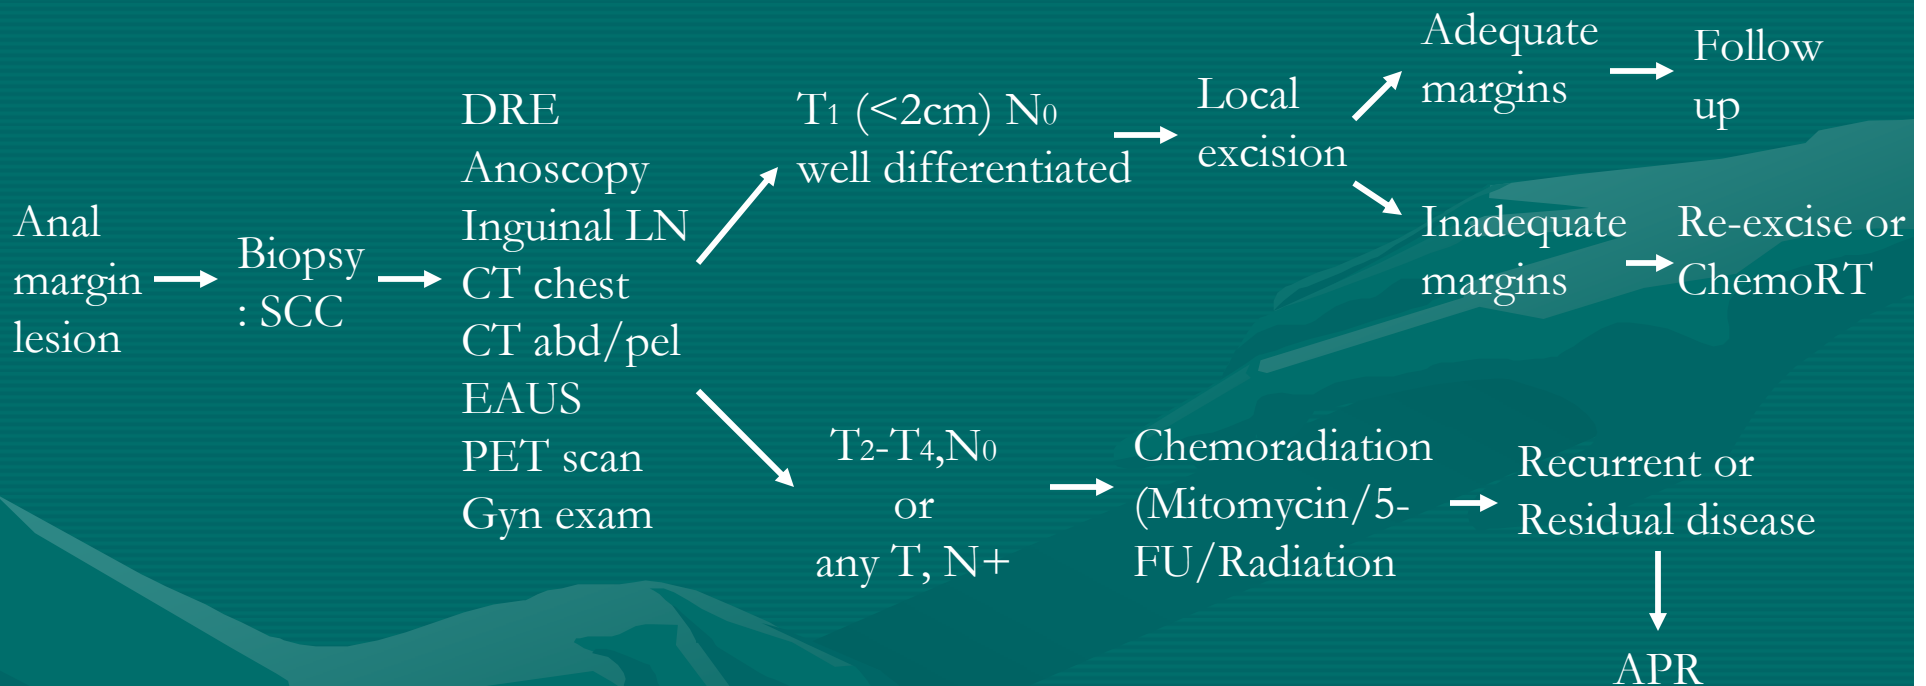 Anal
margin
lesion
Biopsy
: SCC
DRE
Anoscopy
Inguinal LN
CT chest
CT abd/pel
EAUS
PET scan
Gyn exam
T1 (<2cm) N0
well differentiated
Local
excision
Adequate
margins
Follow
up
Inadequate
margins
Re-excise or
ChemoRT
T2-T4,N0
or
any T, N+
Chemoradiation
(Mitomycin/5-
FU/Radiation
Recurrent or
Residual disease
APR